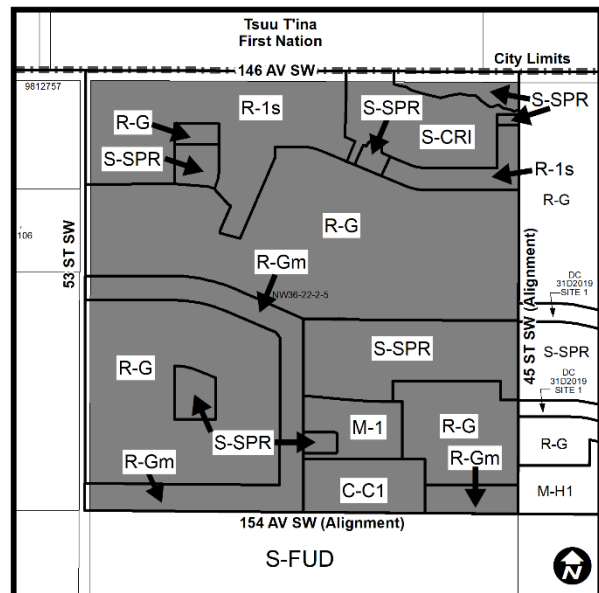 Tsuu T'ina
First Nation
City Limits
146 AV SW
9812757
R-1s
S-SPR
S-SPR
R-G
S-CRI
S-SPR
R-1s
R-G
R-G
53 ST SW
106
R-Gm
NW36-22-2-5
DC
31D2019
SITE 1
45 ST SW (Alignment)
S-SPR
S-SPR
R-G
DC
31D2019
SITE 1
S-SPR
M-1
R-G
R-G
R-Gm
R-Gm
C-C1
M-H1
154 AV SW (Alignment)
S-FUD
N